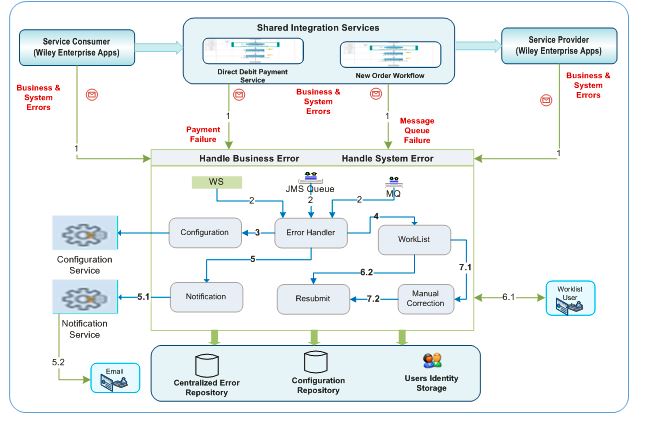 Shared Integration Services
Service Consumer
(Wiley Enterprise Apps)
Direct Debit Payment
Service
New Order Workflow
Service Provider
(Wiley Enterprise Apps)
Business &
System
Errors
Business &
System
Errors
Business &
System
Errors
1
1
1
1
Payment
Failure
Message
Queue
Failure
Handle Business Error
Handle System Error
WS
JMS Queue
MQ
2
2
2
Configuration
3
Error Handler
4
WorkList
Configuration
Service
5
6.2
7.1
Notification
5.1
Resubmit
7.2
Manual
Correction
6.1
Worklist
User
Notification
Service
5.2
Email
Centralized Error
Repository
Configuration
Repository
Users Identity
Storage